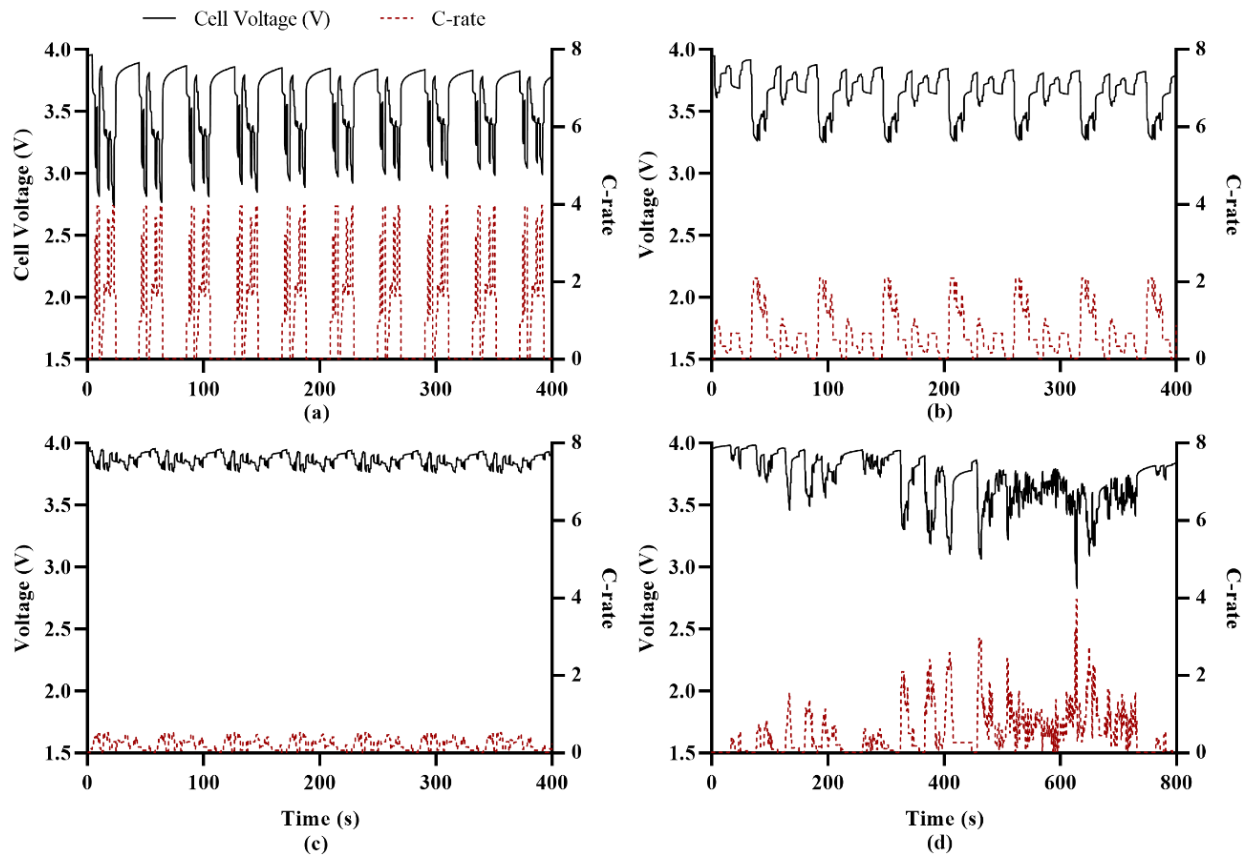 Cell Voltage (V) C-rate
4.0 8 4.0 8
3.5 3.5
6 6
3.0 3.0
Cell Voltage (V) C-rate Voltage (V) C-rate
2.5 4 2.5 4
2.0 2 2.0 2
1.5 0 1.5 0
0 100 200 300 400 0 100 200 300 400
(a) (b)
4.0 8 4.0 8
3.5 3.5
6 6
3.0 3.0
Voltage (V) C-rate Voltage (V) C-rate
2.5 4 2.5 4
2.0 2 2.0 2
1.5 0 1.5 0
0 100 200 300 400 0 200 400 600 800
Time (s) Time (s)
(c) (d)